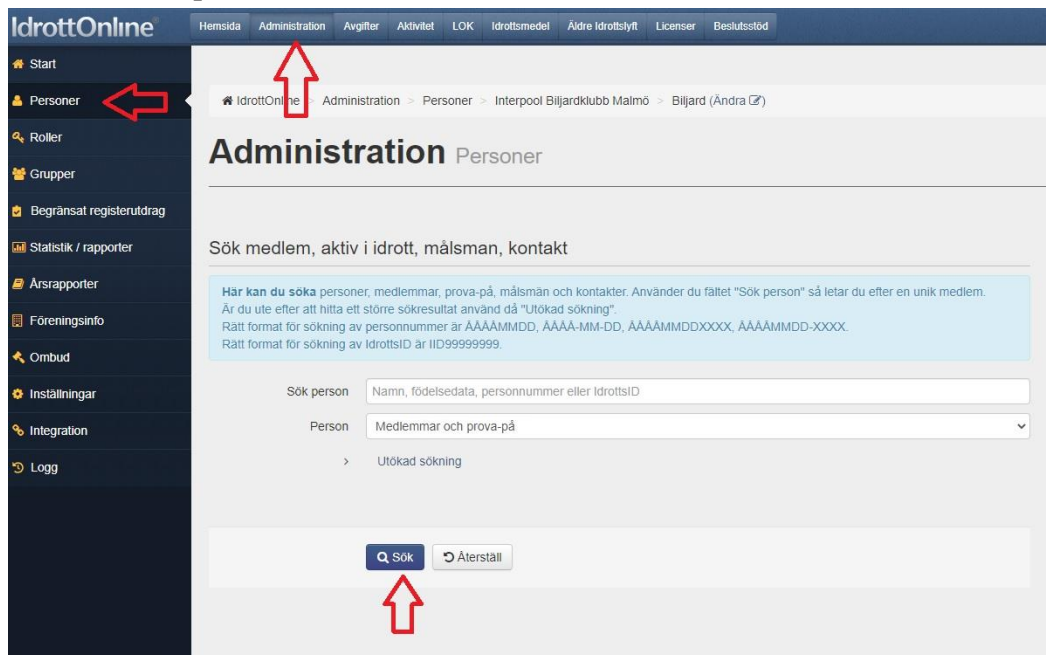 IdrottOnline
Hemsida Administration Avgifter Aktivitet LOK Idrottsmedel Äldre Idrottslyft Licenser Beslutsstöd
Start
Personer
Roller
Grupper
Begränsat registerutdrag
Statistik / rapporter
Årsrapporter
Föreningsinfo
Ombud
Inställningar
Integration
Logg
IdrottOnline > Administration > Personer > Interpool Biljardklubb Malmö > Biljard (Ändra)
Administration Personer
Sök medlem, aktiv i idrott, målsman, kontakt
Här kan du söka personer, medlemmar, prova-på, målsmän och kontakter. Använder du fältet "Sök person" så letar du efter en unik medlem.
Är du ute efter att hitta ett större sökresultat använd då "Utökad sökning".
Rätt format för sökning av personnummer är ÅÅÅÅMMDD, ÅÅÅÅ-MM-DD, ÅÅÅÅMMDDXXXX, ÅÅÅÅMMDD-XXXX.
Rätt format för sökning av IdrottsID är IID99999999.
Sök person Namn, födelsedata, personnummer eller IdrottsID
Person Medlemmar och prova-på
> Utökad sökning
Sök Återställ